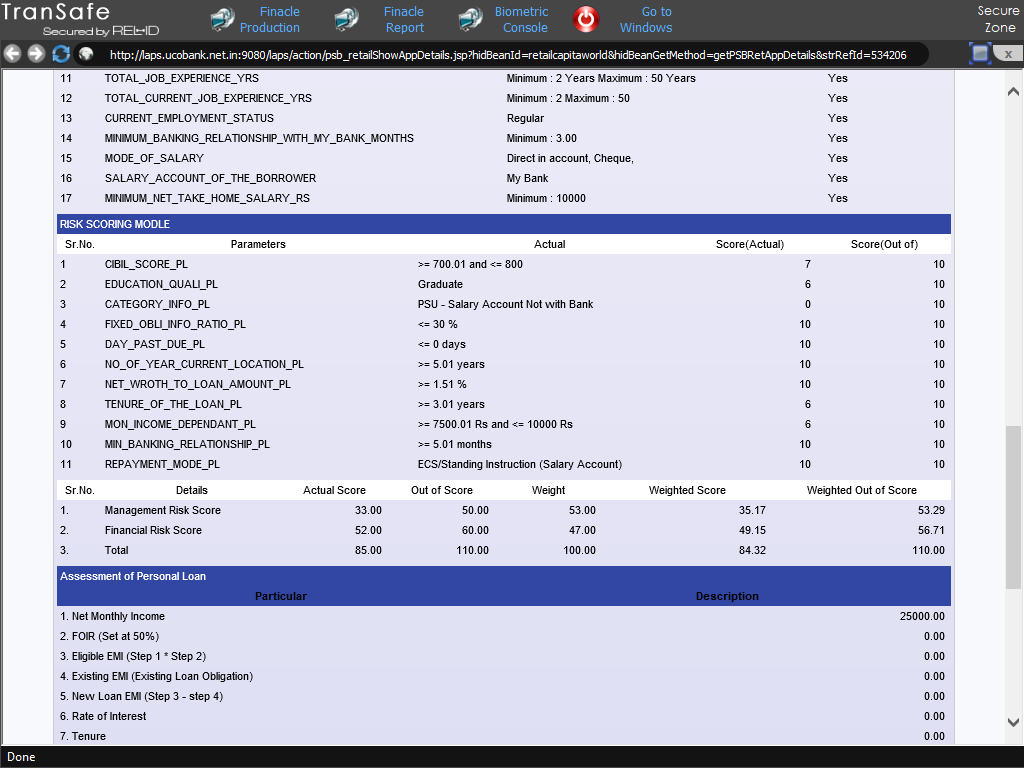 TranSafe
Secured by REL-ID
Finacle Production
Finacle Report
Biometric Console
Go to Windows
Secure Zone
http://laps.ucobank.net.in:9080/laps/action/psb_retailShowAppDetails.jsp?hidBeanId=retailcapitaworld&hidBeanGetMethod=getPSBRetAppDetails&strRefId=534206
x
11 TOTAL_JOB_EXPERIENCE_YRS Minimum : 2 Years Maximum : 50 Years Yes
12 TOTAL_CURRENT_JOB_EXPERIENCE_YRS Minimum : 2 Maximum : 50 Yes
13 CURRENT_EMPLOYMENT_STATUS Regular Yes
14 MINIMUM_BANKING_RELATIONSHIP_WITH_MY_BANK_MONTHS Minimum : 3.00 Yes
15 MODE_OF_SALARY Direct in account, Cheque, Yes
16 SALARY_ACCOUNT_OF_THE_BORROWER My Bank Yes
17 MINIMUM_NET_TAKE_HOME_SALARY_RS Minimum : 10000 Yes
RISK SCORING MODLE
Sr.No. Parameters Actual Score(Actual) Score(Out of)
1 CIBIL_SCORE_PL >= 700.01 and <= 800 7 10
2 EDUCATION_QUALI_PL Graduate 6 10
3 CATEGORY_INFO_PL PSU - Salary Account Not with Bank 0 10
4 FIXED_OBLI_INFO_RATIO_PL <= 30 % 10 10
5 DAY_PAST_DUE_PL <= 0 days 10 10
6 NO_OF_YEAR_CURRENT_LOCATION_PL >= 5.01 years 10 10
7 NET_WROTH_TO_LOAN_AMOUNT_PL >= 1.51 % 10 10
8 TENURE_OF_THE_LOAN_PL >= 3.01 years 6 10
9 MON_INCOME_DEPENDANT_PL >= 7500.01 Rs and <= 10000 Rs 6 10
10 MIN_BANKING_RELATIONSHIP_PL >= 5.01 months 10 10
11 REPAYMENT_MODE_PL ECS/Standing Instruction (Salary Account) 10 10
Sr.No. Details Actual Score Out of Score Weight Weighted Score Weighted Out of Score
1. Management Risk Score 33.00 50.00 53.00 35.17 53.29
2. Financial Risk Score 52.00 60.00 47.00 49.15 56.71
3. Total 85.00 110.00 100.00 84.32 110.00
Assessment of Personal Loan
Particular Description
1. Net Monthly Income 25000.00
2. FOIR (Set at 50%) 0.00
3. Eligible EMI (Step 1 * Step 2) 0.00
4. Existing EMI (Existing Loan Obligation) 0.00
5. New Loan EMI (Step 3 - step 4) 0.00
6. Rate of Interest 0.00
7. Tenure 0.00
Done